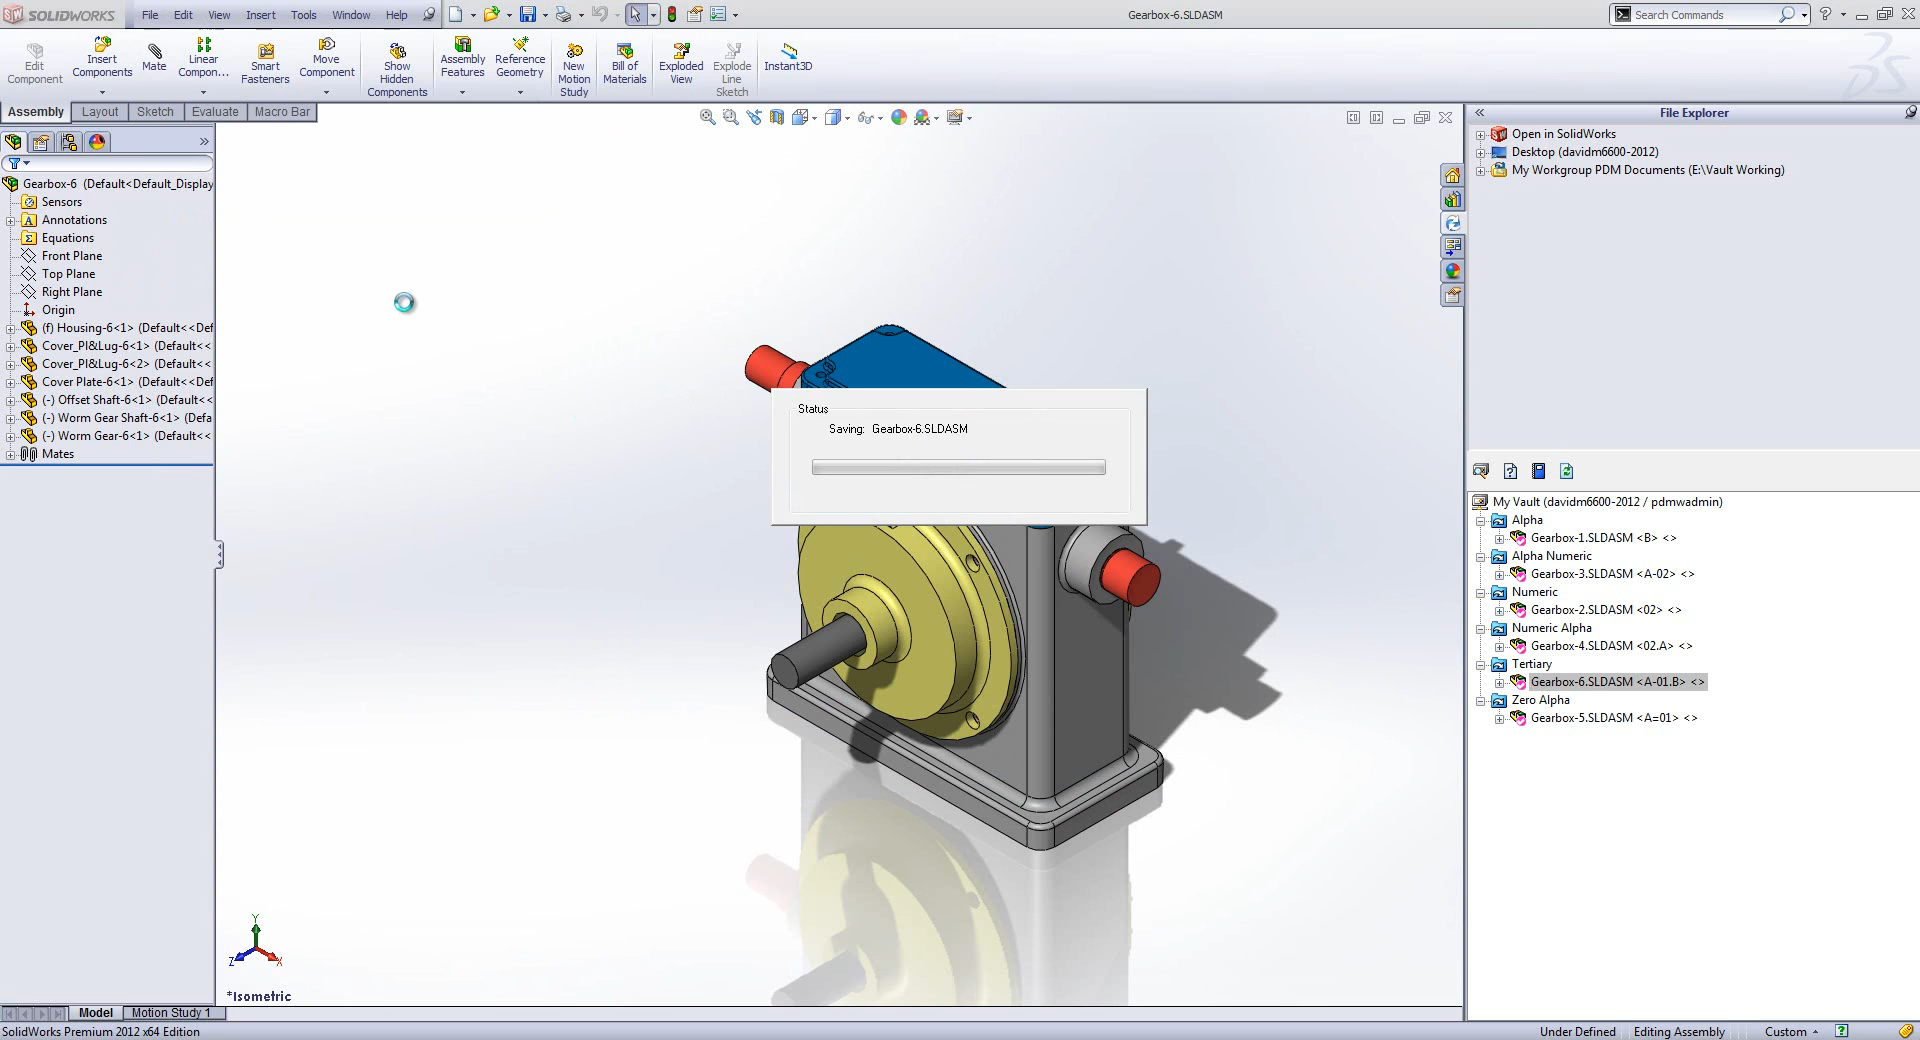 SOLIDWORKS File Edit View Insert Tools Window Help Gearbox-6.SLDASM Search Commands
Edit Component
Insert Components
Mate
Linear Compon...
Smart Fasteners
Move Component
Show Hidden Components
Assembly Features
Reference Geometry
New Motion Study
Bill of Materials
Exploded View
Explode Line Sketch
Instant3D
Assembly Layout Sketch Evaluate Macro Bar
Gearbox-6 (Default<Default_Display
Sensors
Annotations
Equations
Front Plane
Top Plane
Right Plane
Origin
(f) Housing-6<1> (Default<<Def
Cover_Pl&Lug-6<1> (Default<<
Cover_Pl&Lug-6<2> (Default<<
Cover Plate-6<1> (Default<<Def
(-) Offset Shaft-6<1> (Default<<
(-) Worm Gear Shaft-6<1> (Defa
(-) Worm Gear-6<1> (Default<<
Mates
Status
Saving: Gearbox-6.SLDASM
Y
Z
X
*Isometric
File Explorer
Open in SolidWorks
Desktop (davidm6600-2012)
My Workgroup PDM Documents (E:\Vault Working)
My Vault (davidm6600-2012 / pdmwadmin)
Alpha
Gearbox-1.SLDASM <B> <>
Alpha Numeric
Gearbox-3.SLDASM <A-02> <>
Numeric
Gearbox-2.SLDASM <02> <>
Numeric Alpha
Gearbox-4.SLDASM <02.A> <>
Tertiary
Gearbox-6.SLDASM <A-01.B> <>
Zero Alpha
Gearbox-5.SLDASM <A=01> <>
Model Motion Study 1
SolidWorks Premium 2012 x64 Edition Under Defined Editing Assembly Custom